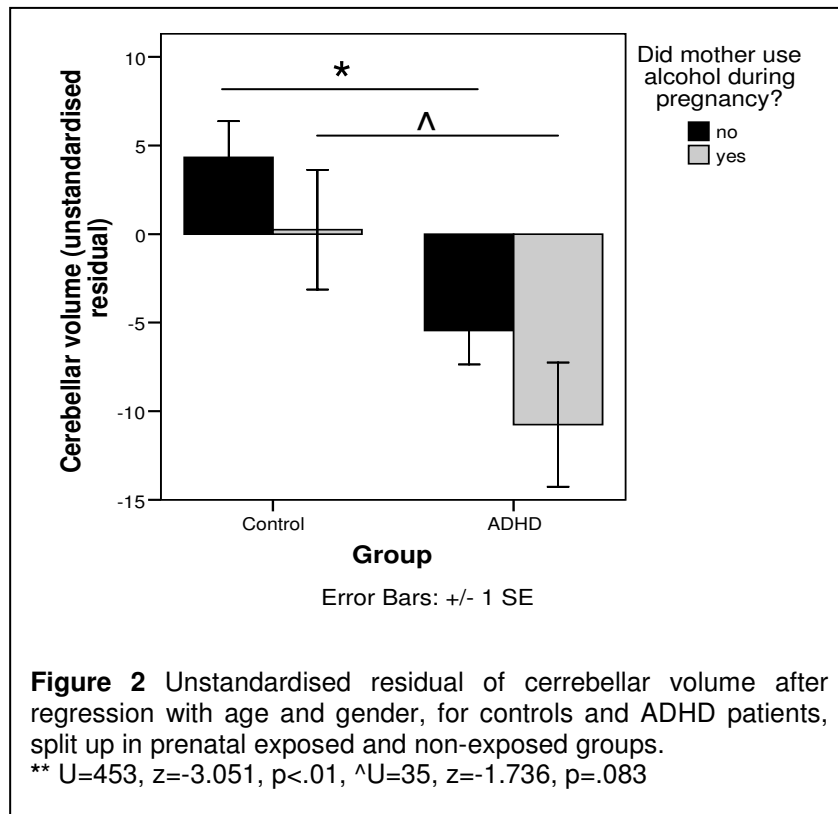 Did mother use
alcohol during
pregnancy?
no
yes
10
5
0
-5
-10
-15
Cerebellar volume (unstandardised
residual)
*
^
Control
ADHD
Group
Error Bars: +/- 1 SE
Figure 2 Unstandardised residual of cerrebellar volume after
regression with age and gender, for controls and ADHD patients,
split up in prenatal exposed and non-exposed groups.
** U=453, z=-3.051, p<.01, ^U=35, z=-1.736, p=.083